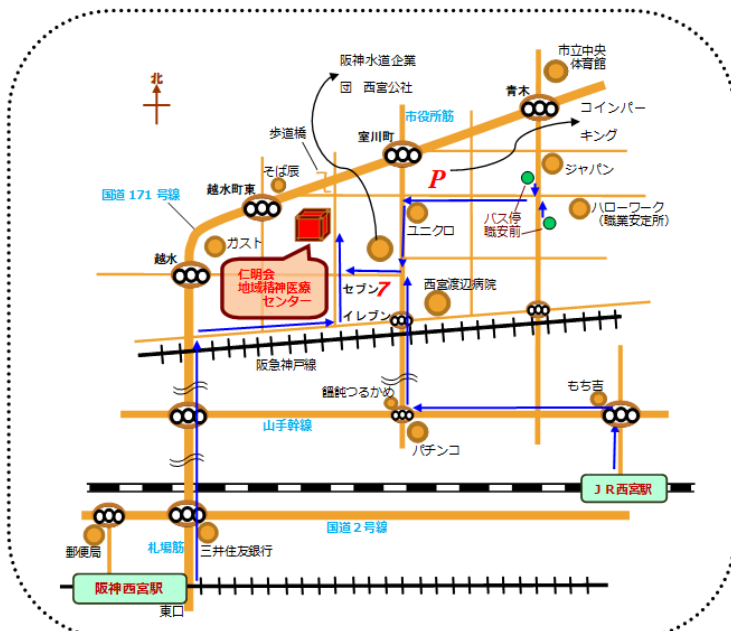 市立中央
体育館
阪神水道企業
団　西宮公社
北
青木
市役所筋
コインパー
キング
歩道橋
室川町
P
ジャパン
そば辰
越水町東
国道171号線
バス停
職安前
ハローワーク
（職業安定所）
ユニクロ
ガスト
越水
仁明会
地域精神医療
センター
セブン7
イレブン
西宮渡辺病院
阪急神戸線
饂飩つるかめ
もち吉
山手幹線
パチンコ
ＪＲ西宮駅
国道２号線
郵便局
札場筋
三井住友銀行
阪神西宮駅
東口